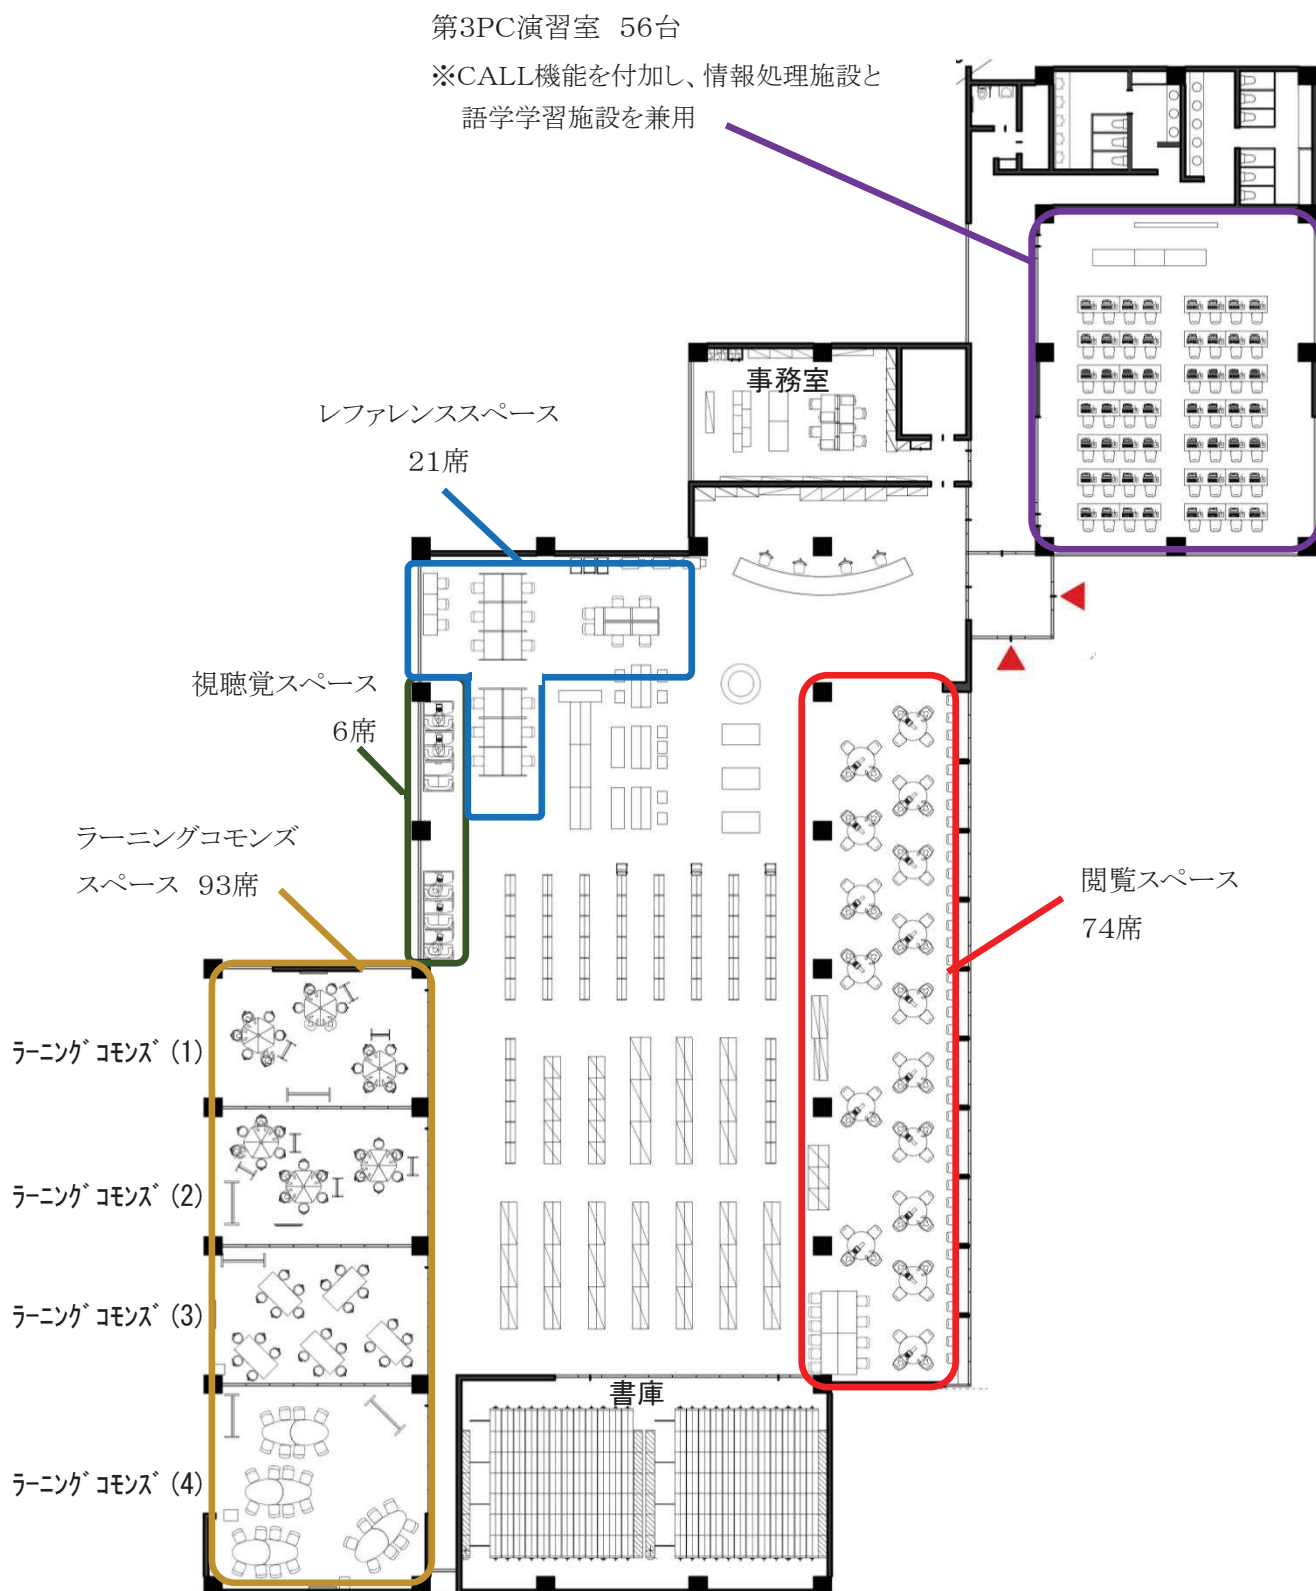 第3PC演習室 56台
※CALL機能を付加し、情報処理施設と
語学学習施設を兼用
事務室
レファレンススペース
21席
視聴覚スペース
6席
ラーニングコモンズ
スペース 93席
閲覧スペース
74席
ﾗｰﾆﾝｸﾞｺﾓﾝｽﾞ(1)
ﾗｰﾆﾝｸﾞｺﾓﾝｽﾞ(2)
ﾗｰﾆﾝｸﾞｺﾓﾝｽﾞ(3)
書庫
ﾗｰﾆﾝｸﾞｺﾓﾝｽﾞ(4)